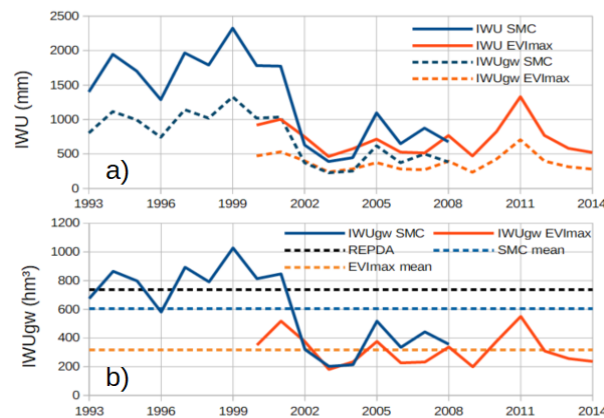 2500
2000
1500
1000
500
0
IWU (mm)
IWU SMC
IWU EVImax
IWUgw SMC
IWUgw EVImax
a)
1993 1996 1999 2002 2005 2008 2011 2014
1200
1000
800
600
400
200
0
IWUgw (hm³)
IWUgw SMC IWUgw EVImax
REPDA SMC mean
EVImax mean
b)
1993 1996 1999 2002 2005 2008 2011 2014